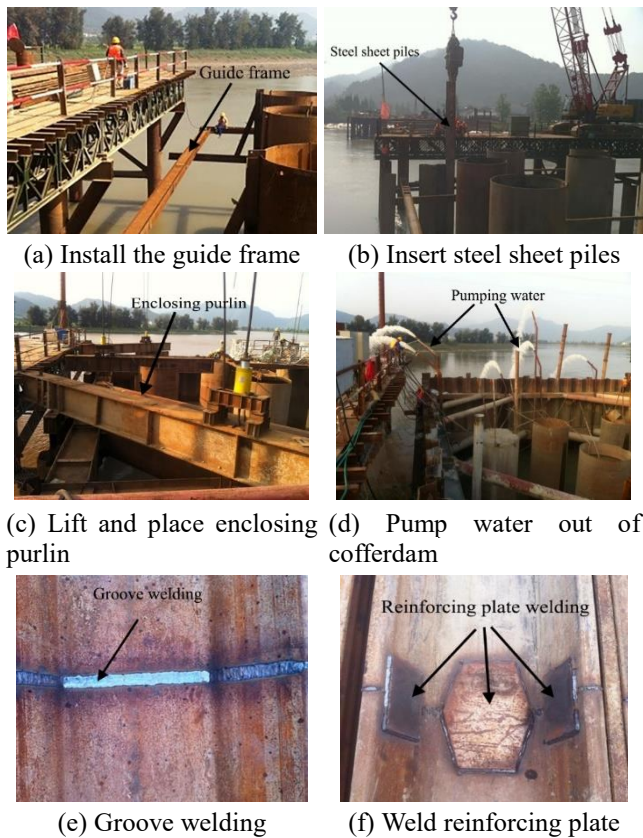 Guide frame
Steel sheet piles
(a) Install the guide frame
(b) Insert steel sheet piles
Enclosing purlin
Pumping water
(c) Lift and place enclosing
purlin
(d) Pump water out of
cofferdam
Groove welding
Reinforcing plate welding
(e) Groove welding
(f) Weld reinforcing plate